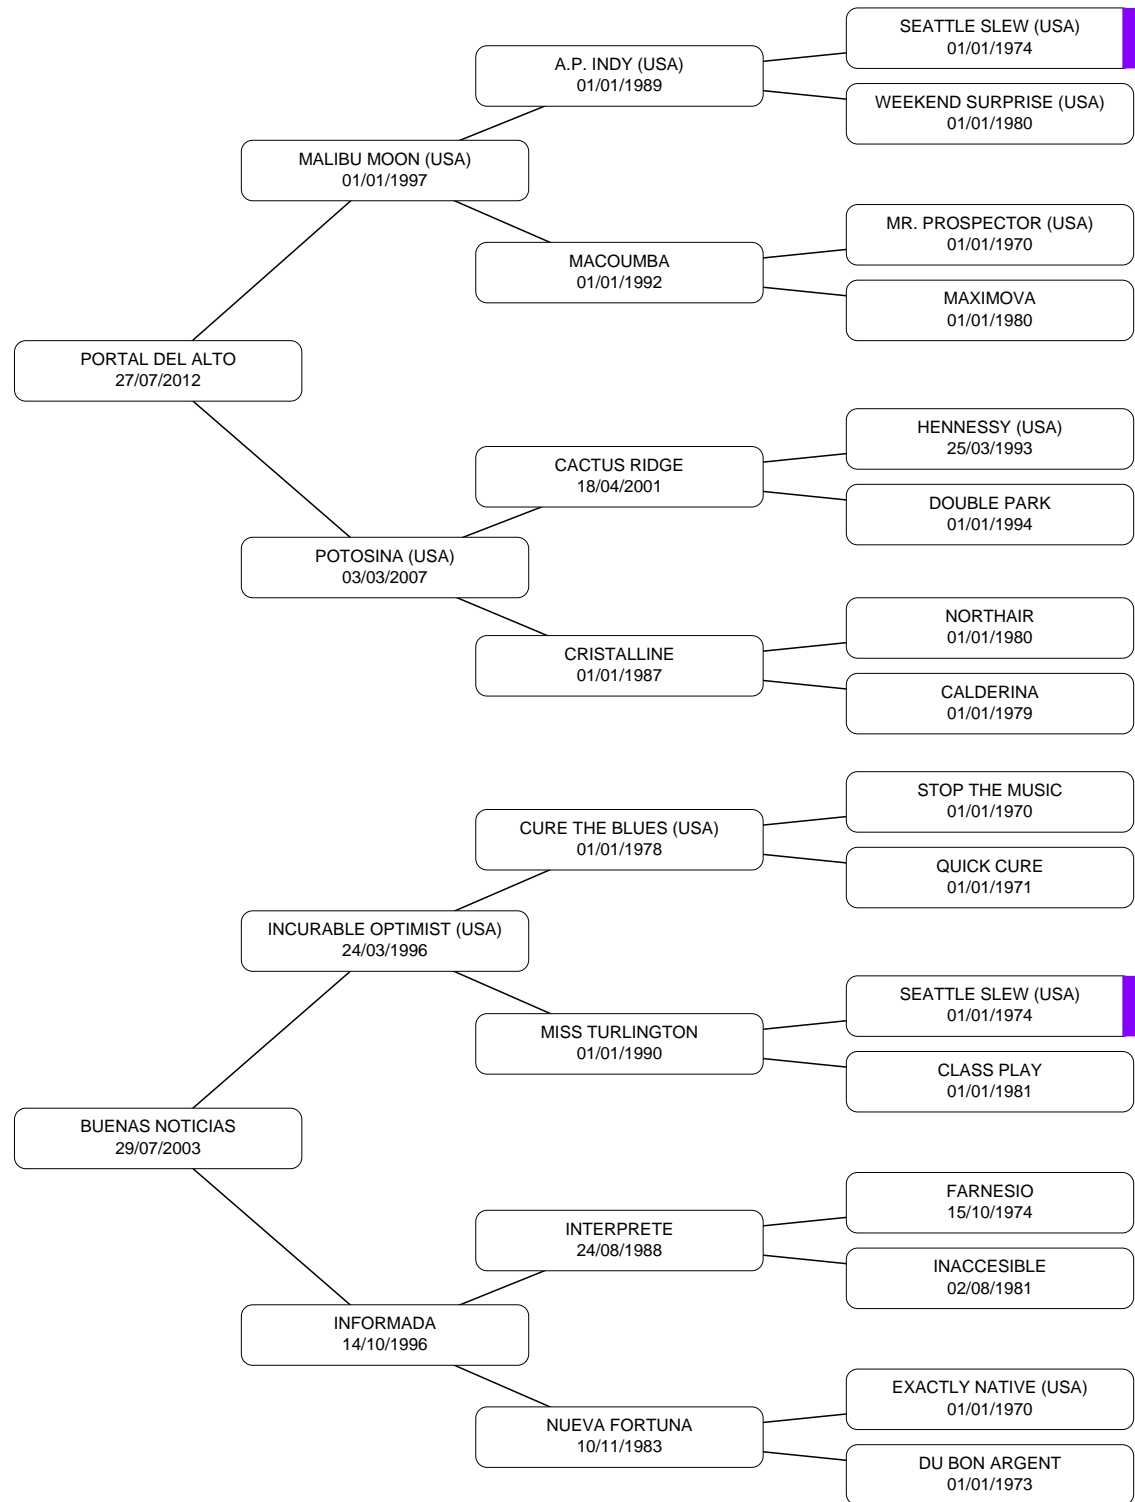 SEATTLE SLEW (USA)
01/01/1974
A.P. INDY (USA)
01/01/1989
WEEKEND SURPRISE (USA)
01/01/1980
MALIBU MOON (USA)
01/01/1997
MR. PROSPECTOR (USA)
01/01/1970
MACOUMBA
01/01/1992
MAXIMOVA
01/01/1980
PORTAL DEL ALTO
27/07/2012
HENNESSY (USA)
25/03/1993
CACTUS RIDGE
18/04/2001
DOUBLE PARK
01/01/1994
POTOSINA (USA)
03/03/2007
NORTHAIR
01/01/1980
CRISTALLINE
01/01/1987
CALDERINA
01/01/1979
STOP THE MUSIC
01/01/1970
CURE THE BLUES (USA)
01/01/1978
QUICK CURE
01/01/1971
INCURABLE OPTIMIST (USA)
24/03/1996
SEATTLE SLEW (USA)
01/01/1974
MISS TURLINGTON
01/01/1990
CLASS PLAY
01/01/1981
BUENAS NOTICIAS
29/07/2003
FARNESIO
15/10/1974
INTERPRETE
24/08/1988
INACCESIBLE
02/08/1981
INFORMADA
14/10/1996
EXACTLY NATIVE (USA)
01/01/1970
NUEVA FORTUNA
10/11/1983
DU BON ARGENT
01/01/1973